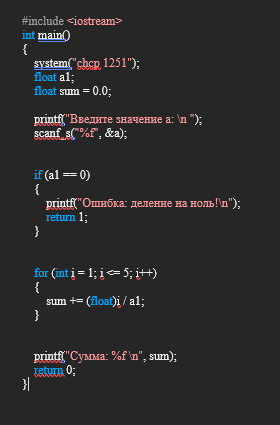 #include <iostream>
int main()
{
system("chcp 1251");
float a1;
float sum = 0.0;
printf("Введите значение a: \n ");
scanf_s("%f", &a);
if (a1 == 0)
{
printf("Ошибка: деление на ноль!\n");
return 1;
}
for (int i = 1; i <= 5; i++)
{
sum += (float)i / a1;
}
printf("Сумма: %f \n", sum);
return 0;
}